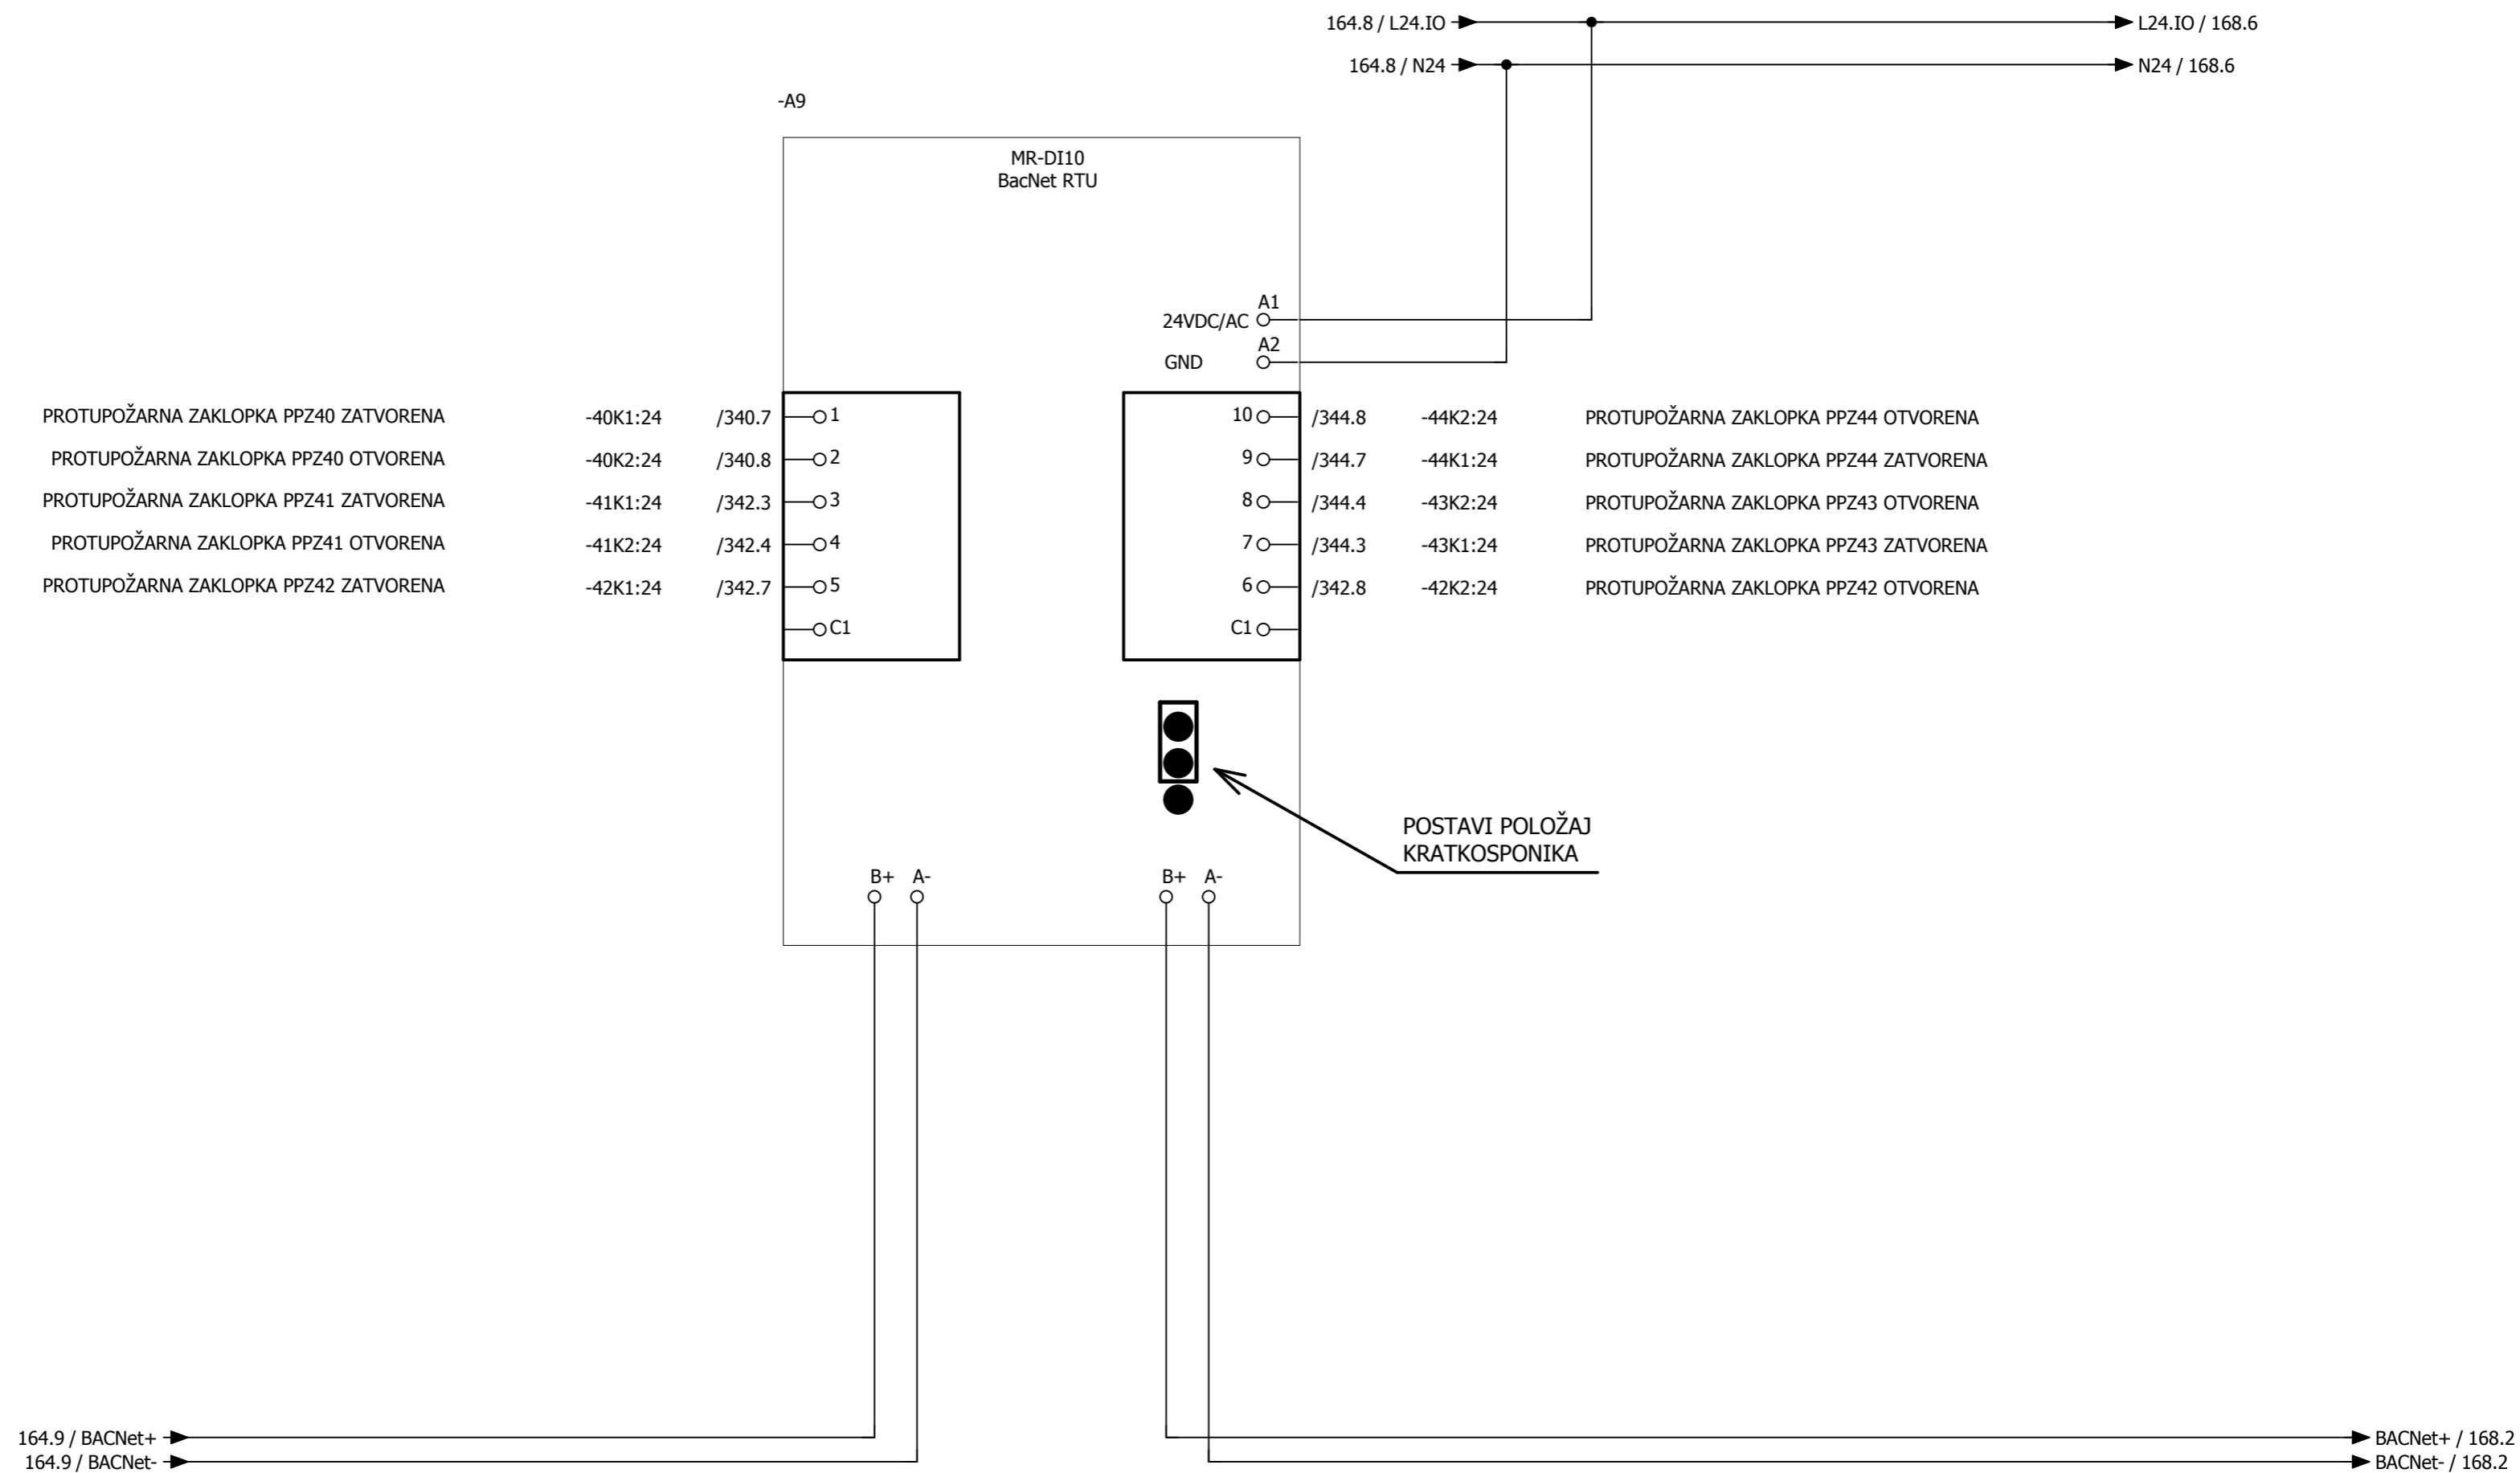 164.8 / L24.IO
L24.IO / 168.6
164.8 / N24
N24 / 168.6
-A9
MR-DI10
BacNet RTU
A1
24VDC/AC
A2
GND
PROTUPOŽARNA ZAKLOPKA PPZ40 ZATVORENA -40K1:24 /340.7 1
PROTUPOŽARNA ZAKLOPKA PPZ40 OTVORENA -40K2:24 /340.8 2
PROTUPOŽARNA ZAKLOPKA PPZ41 ZATVORENA -41K1:24 /342.3 3
PROTUPOŽARNA ZAKLOPKA PPZ41 OTVORENA -41K2:24 /342.4 4
PROTUPOŽARNA ZAKLOPKA PPZ42 ZATVORENA -42K1:24 /342.7 5
C1
10 /344.8 -44K2:24 PROTUPOŽARNA ZAKLOPKA PPZ44 OTVORENA
9 /344.7 -44K1:24 PROTUPOŽARNA ZAKLOPKA PPZ44 ZATVORENA
8 /344.4 -43K2:24 PROTUPOŽARNA ZAKLOPKA PPZ43 OTVORENA
7 /344.3 -43K1:24 PROTUPOŽARNA ZAKLOPKA PPZ43 ZATVORENA
6 /342.8 -42K2:24 PROTUPOŽARNA ZAKLOPKA PPZ42 OTVORENA
C1
POSTAVI POLOŽAJ
KRATKOSPONIKA
B+ A-
B+ A-
164.9 / BACNet+
164.9 / BACNet-
BACNet+ / 168.2
BACNet- / 168.2